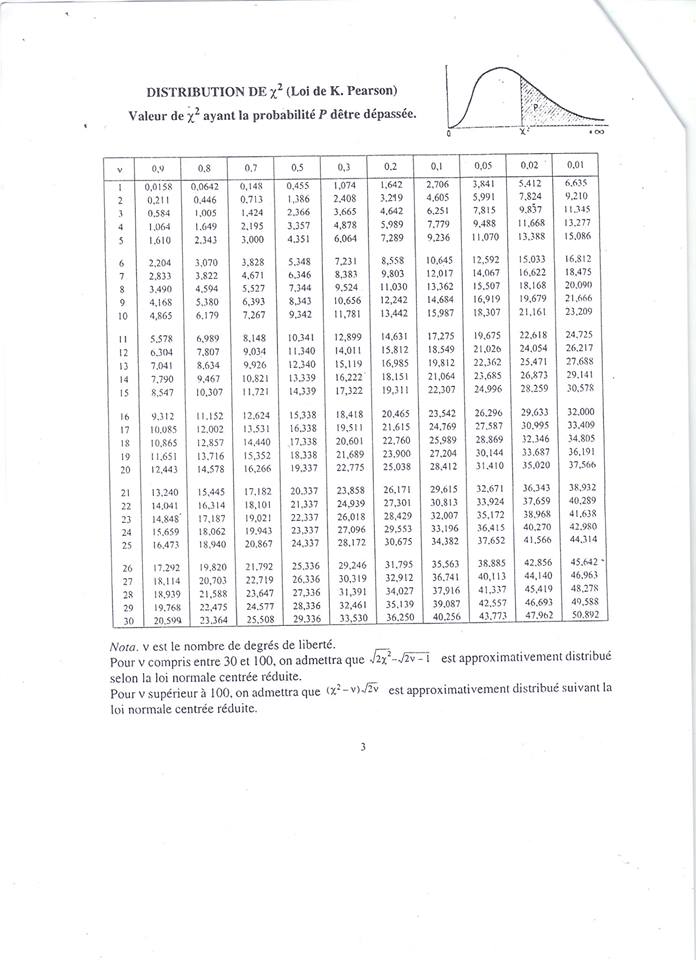 DISTRIBUTION DE χ² (Loi de K. Pearson)
Valeur de χ² ayant la probabilité P dêtre dépassée.
P
0 χ² +∞
ν 0,9 0,8 0,7 0,5 0,3 0,2 0,1 0,05 0,02 0,01
1 0,0158 0,0642 0,148 0,455 1,074 1,642 2,706 3,841 5,412 6,635
2 0,211 0,446 0,713 1,386 2,408 3,219 4,605 5,991 7,824 9,210
3 0,584 1,005 1,424 2,366 3,665 4,642 6,251 7,815 9,837 11,345
4 1,064 1,649 2,195 3,357 4,878 5,989 7,779 9,488 11,668 13,277
5 1,610 2,343 3,000 4,351 6,064 7,289 9,236 11,070 13,388 15,086
6 2,204 3,070 3,828 5,348 7,231 8,558 10,645 12,592 15,033 16,812
7 2,833 3,822 4,671 6,346 8,383 9,803 12,017 14,067 16,622 18,475
8 3,490 4,594 5,527 7,344 9,524 11,030 13,362 15,507 18,168 20,090
9 4,168 5,380 6,393 8,343 10,656 12,242 14,684 16,919 19,679 21,666
10 4,865 6,179 7,267 9,342 11,781 13,442 15,987 18,307 21,161 23,209
11 5,578 6,989 8,148 10,341 12,899 14,631 17,275 19,675 22,618 24,725
12 6,304 7,807 9,034 11,340 14,011 15,812 18,549 21,026 24,054 26,217
13 7,041 8,634 9,926 12,340 15,119 16,985 19,812 22,362 25,471 27,688
14 7,790 9,467 10,821 13,339 16,222 18,151 21,064 23,685 26,873 29,141
15 8,547 10,307 11,721 14,339 17,322 19,311 22,307 24,996 28,259 30,578
16 9,312 11,152 12,624 15,338 18,418 20,465 23,542 26,296 29,633 32,000
17 10,085 12,002 13,531 16,338 19,511 21,615 24,769 27,587 30,995 33,409
18 10,865 12,857 14,440 17,338 20,601 22,760 25,989 28,869 32,346 34,805
19 11,651 13,716 15,352 18,338 21,689 23,900 27,204 30,144 33,687 36,191
20 12,443 14,578 16,266 19,337 22,775 25,038 28,412 31,410 35,020 37,566
21 13,240 15,445 17,182 20,337 23,858 26,171 29,615 32,671 36,343 38,932
22 14,041 16,314 18,101 21,337 24,939 27,301 30,813 33,924 37,659 40,289
23 14,848 17,187 19,021 22,337 26,018 28,429 32,007 35,172 38,968 41,638
24 15,659 18,062 19,943 23,337 27,096 29,553 33,196 36,415 40,270 42,980
25 16,473 18,940 20,867 24,337 28,172 30,675 34,382 37,652 41,566 44,314
26 17,292 19,820 21,792 25,336 29,246 31,795 35,563 38,885 42,856 45,642
27 18,114 20,703 22,719 26,336 30,319 32,912 36,741 40,113 44,140 46,963
28 18,939 21,588 23,647 27,336 31,391 34,027 37,916 41,337 45,419 48,278
29 19,768 22,475 24,577 28,336 32,461 35,139 39,087 42,557 46,693 49,588
30 20,599 23,364 25,508 29,336 33,530 36,250 40,256 43,773 47,962 50,892
Nota. ν est le nombre de degrés de liberté.
Pour ν compris entre 30 et 100, on admettra que √2χ²−√2ν−1 est approximativement distribué
selon la loi normale centrée réduite.
Pour ν supérieur à 100, on admettra que (χ²−ν)√2ν est approximativement distribué suivant la
loi normale centrée réduite.
3